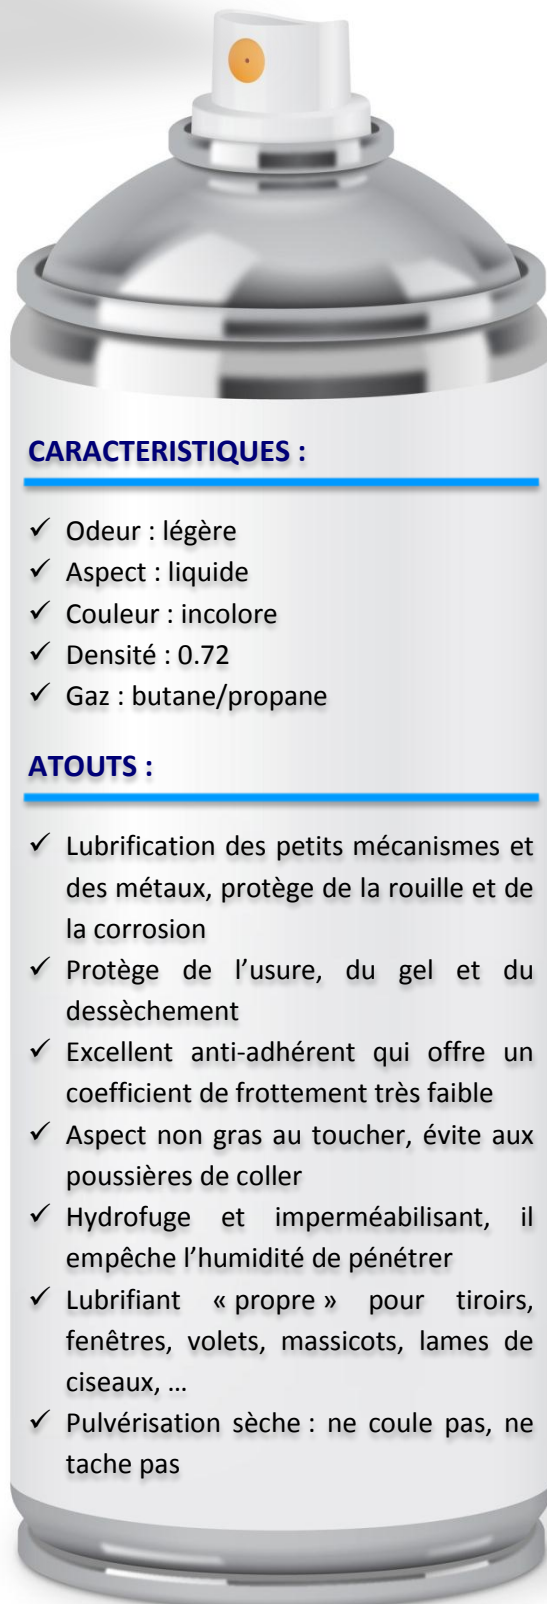 CARACTERISTIQUES :
✓ Odeur : légère
✓ Aspect : liquide
✓ Couleur : incolore
✓ Densité : 0.72
✓ Gaz : butane/propane
ATOUTS :
✓ Lubrification des petits mécanismes et
des métaux, protège de la rouille et de
la corrosion
✓ Protège de l’usure, du gel et du
dessèchement
✓ Excellent anti-adhérent qui offre un
coefficient de frottement très faible
✓ Aspect non gras au toucher, évite aux
poussières de coller
✓ Hydrofuge et imperméabilisant, il
empêche l’humidité de pénétrer
✓ Lubrifiant « propre » pour tiroirs,
fenêtres, volets, massicots, lames de
ciseaux, …
✓ Pulvérisation sèche : ne coule pas, ne
tache pas